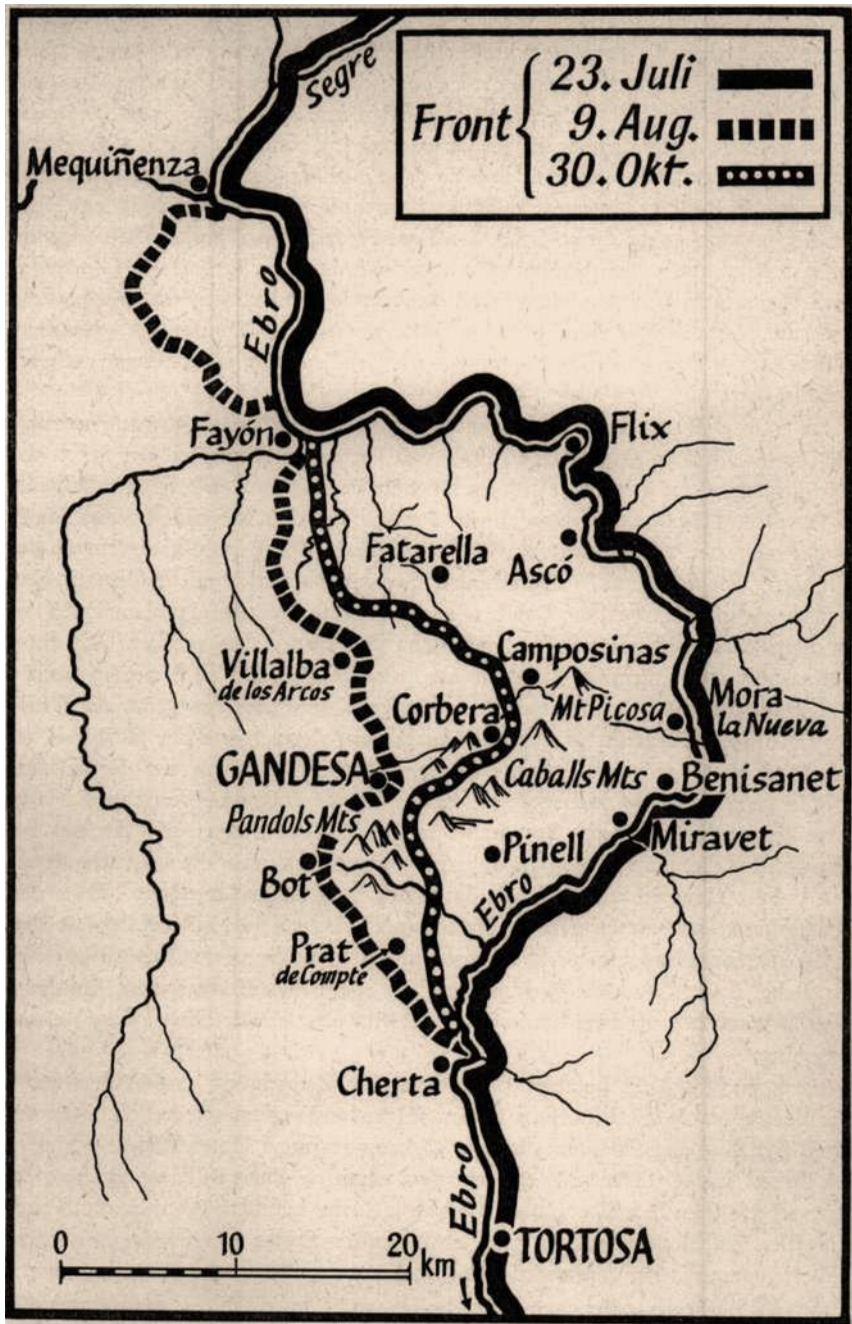 Segre
Front
23. Juli
9. Aug.
30. Okt.
Mequiñenza
Ebro
Fayón
Flix
Fatarella
Ascó
Villalba
de los Arcos
Camposinas
Corbera
Mt Picosa
Mora
la Nueva
GANDESA
Caballs Mts
Benisanet
Pandols Mts
Pinell
Miravet
Bot
Ebro
Prat
de Compte
Cherta
Ebro
0 10 20
km
TORTOSA